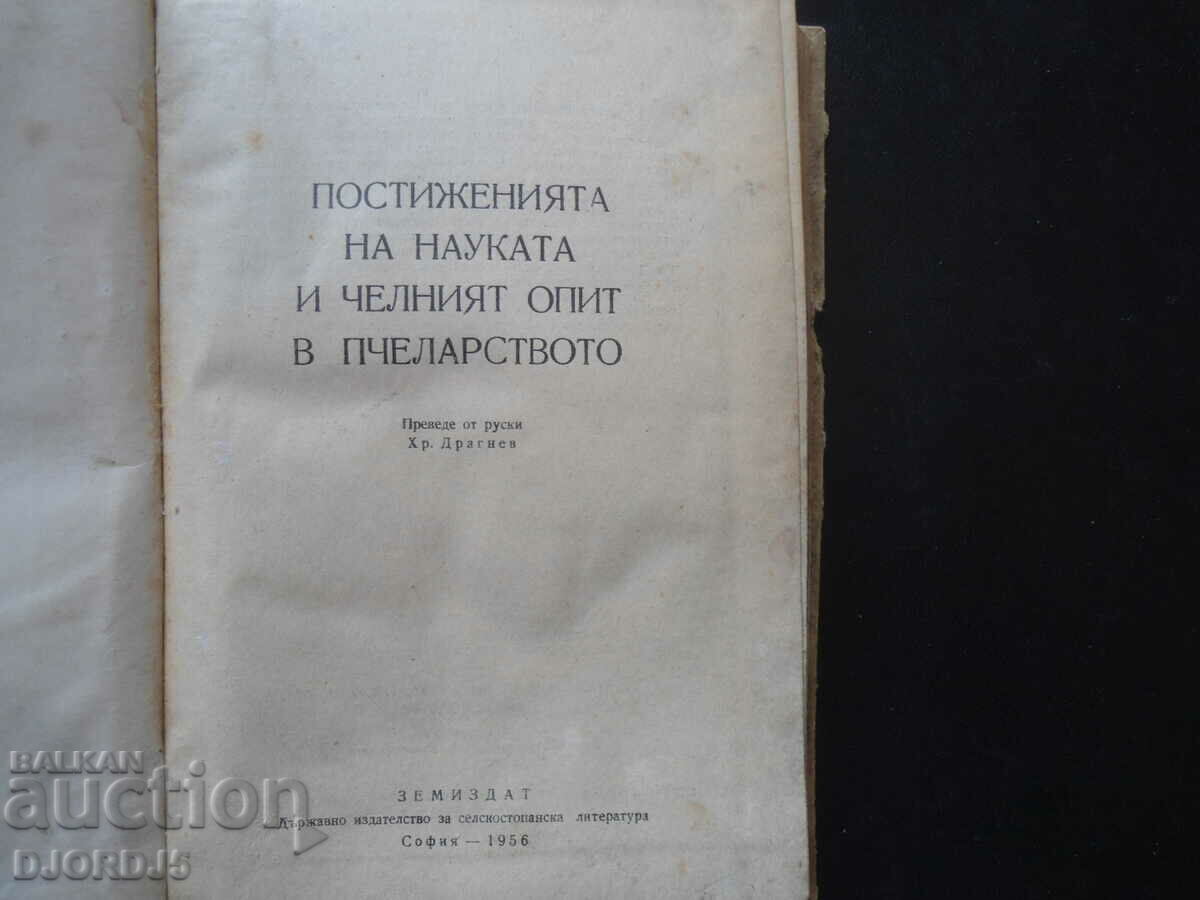 ПОСТИЖЕНИЯТА
НА НАУКАТА
И ЧЕЛНИЯТ ОПИТ
В ПЧЕЛАРСТВОТО
Преведе от руски
Хр. Драгнев
ЗЕМИЗДАТ
Държавно издателство за селскостопанска литература
София — 1956
BALKAN
auction
DJORDJ5